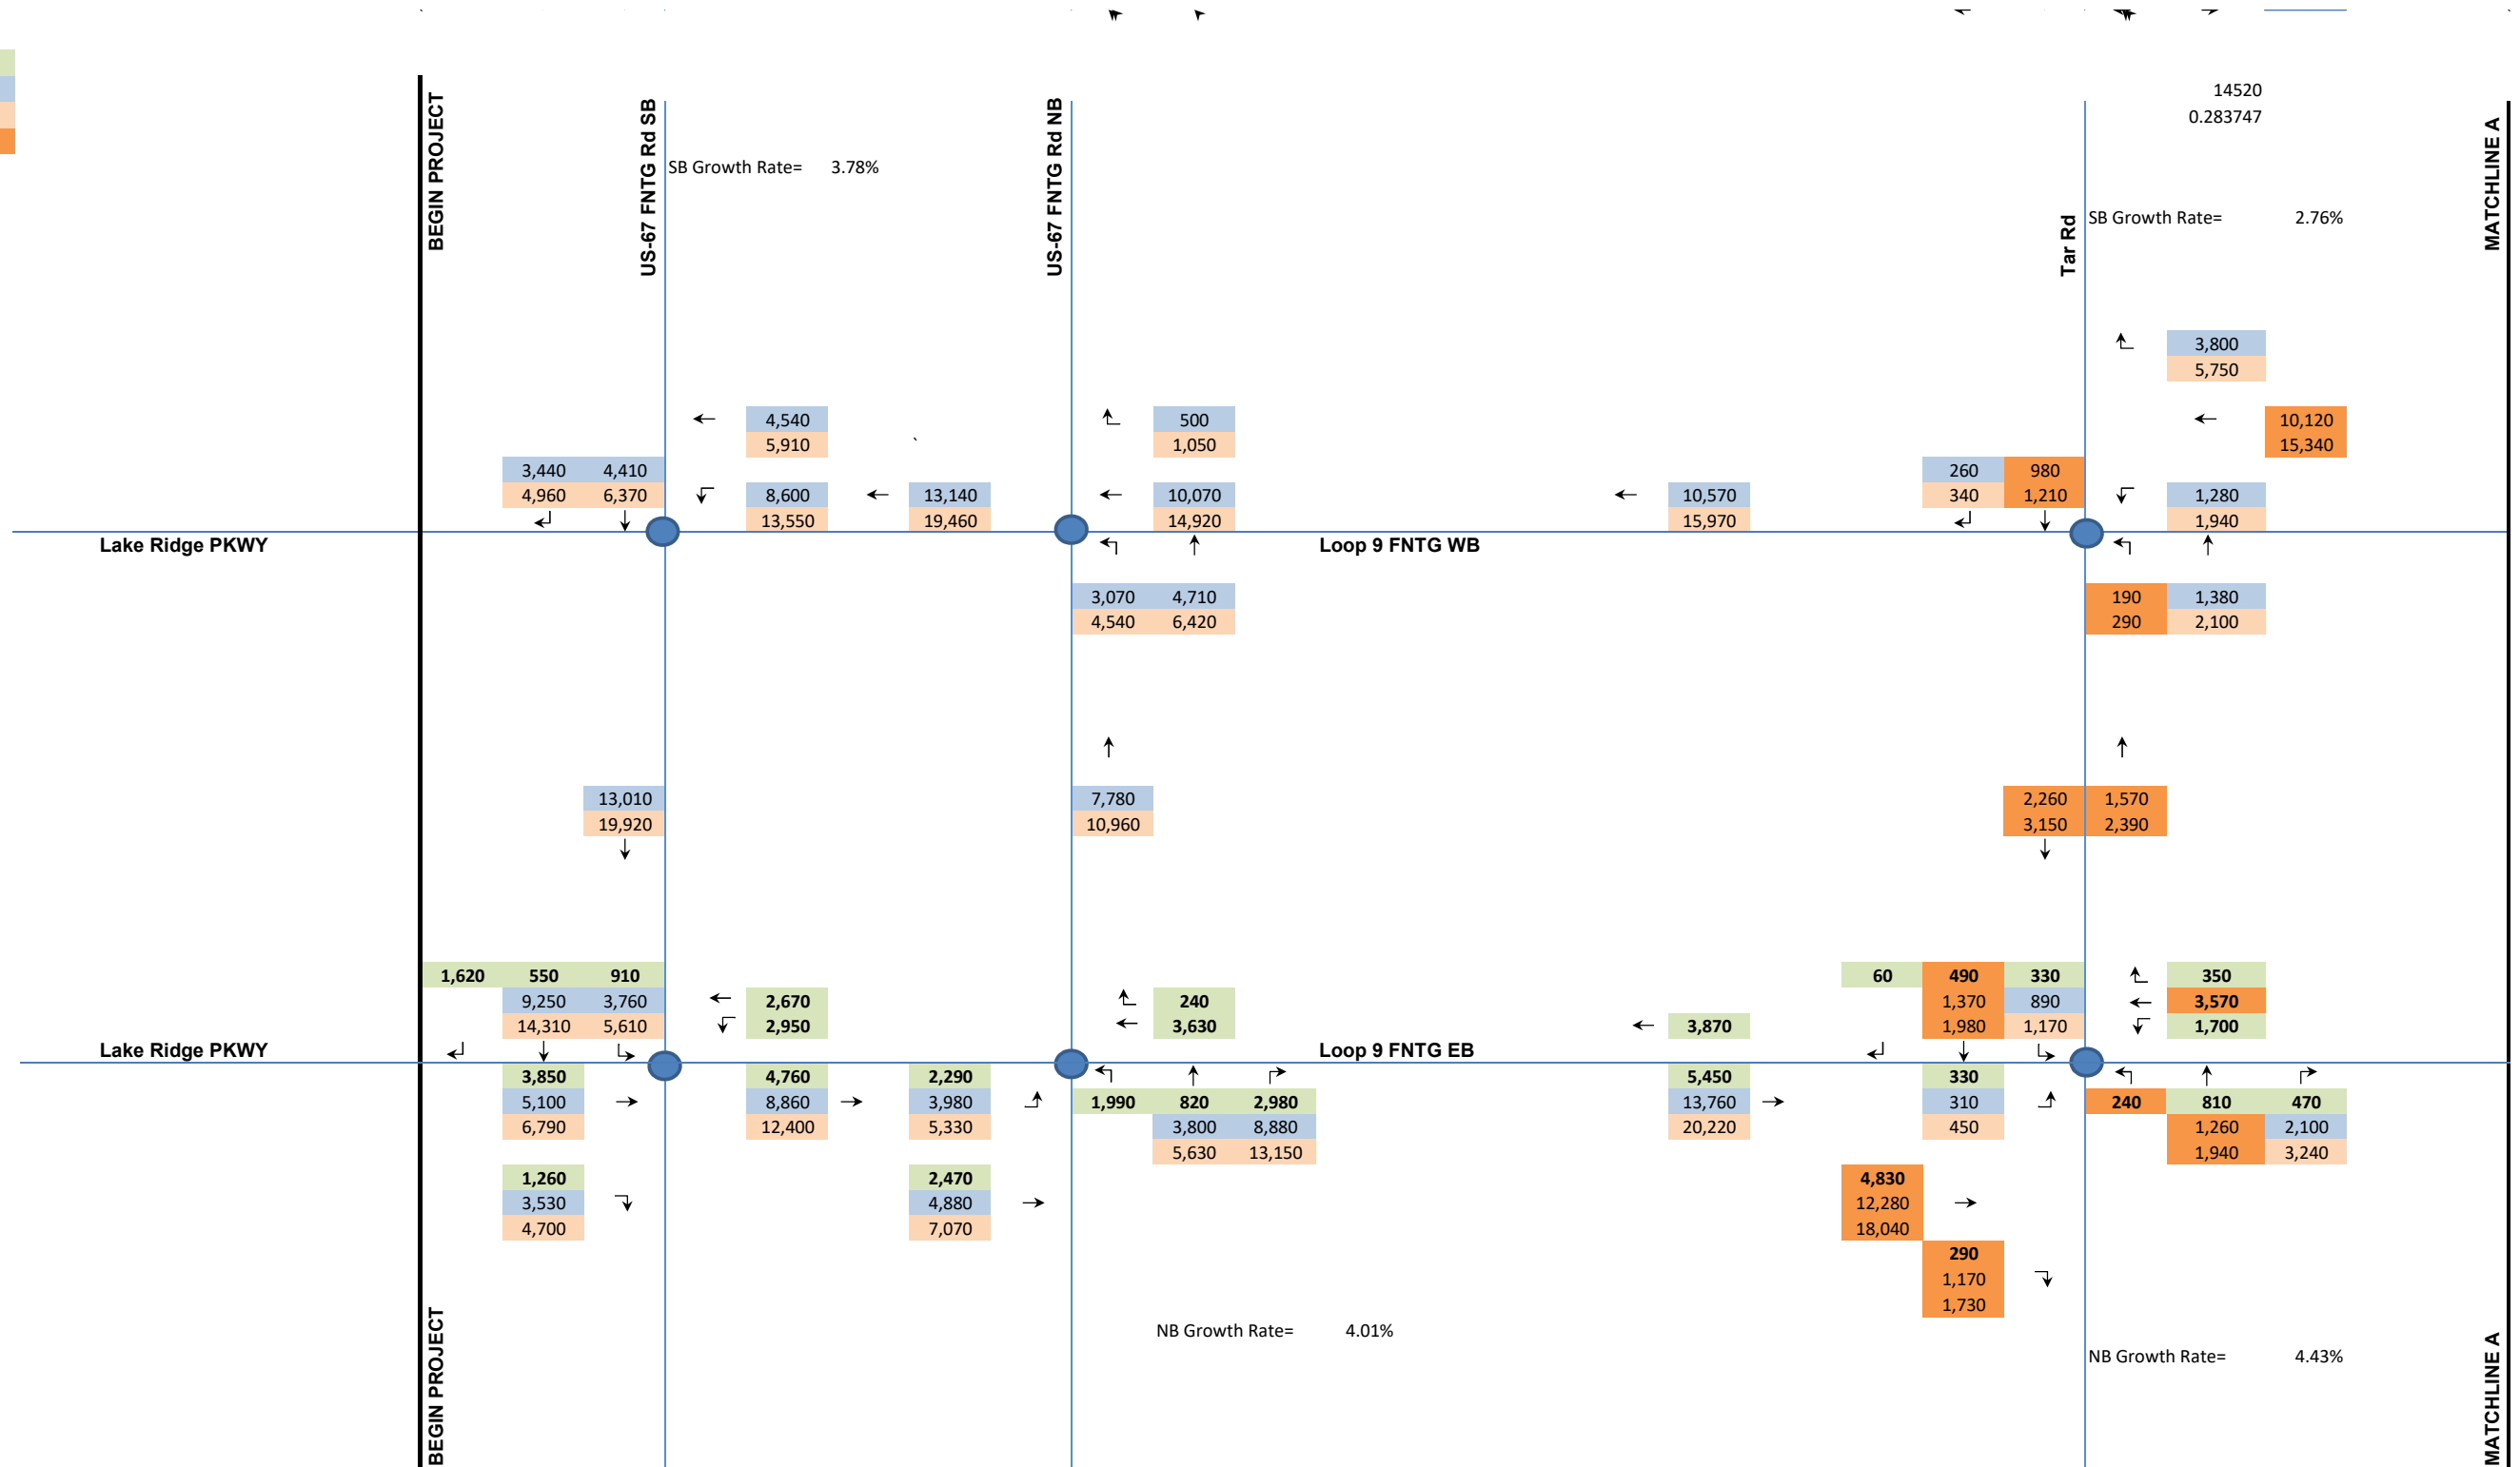 14520
0.283747
BEGIN PROJECT
US-67 FNTG Rd SB
US-67 FNTG Rd NB
Tar Rd
MATCHLINE A
SB Growth Rate= 3.78%
SB Growth Rate= 2.76%
3,800
5,750
4,540 500 10,120
5,910 ` 1,050 15,340
3,440 4,410 260 980
4,960 6,370 8,600 13,140 10,070 10,570 340 1,210 1,280
13,550 19,460 14,920 15,970 1,940
Lake Ridge PKWY Loop 9 FNTG WB
3,070 4,710 190 1,380
4,540 6,420 290 2,100
13,010 7,780 2,260 1,570
19,920 10,960 3,150 2,390
1,620 550 910 60 490 330 350
9,250 3,760 2,670 240 1,370 890 3,570
14,310 5,610 2,950 3,630 3,870 1,980 1,170 1,700
Lake Ridge PKWY Loop 9 FNTG EB
3,850 4,760 2,290 5,450 330
5,100 8,860 3,980 1,990 820 2,980 13,760 310 240 810 470
6,790 12,400 5,330 3,800 8,880 20,220 450 1,260 2,100
5,630 13,150 1,940 3,240
1,260 2,470 4,830
3,530 4,880 12,280
4,700 7,070 18,040
290
1,170
1,730
NB Growth Rate= 4.01%
NB Growth Rate= 4.43%
BEGIN PROJECT
MATCHLINE A